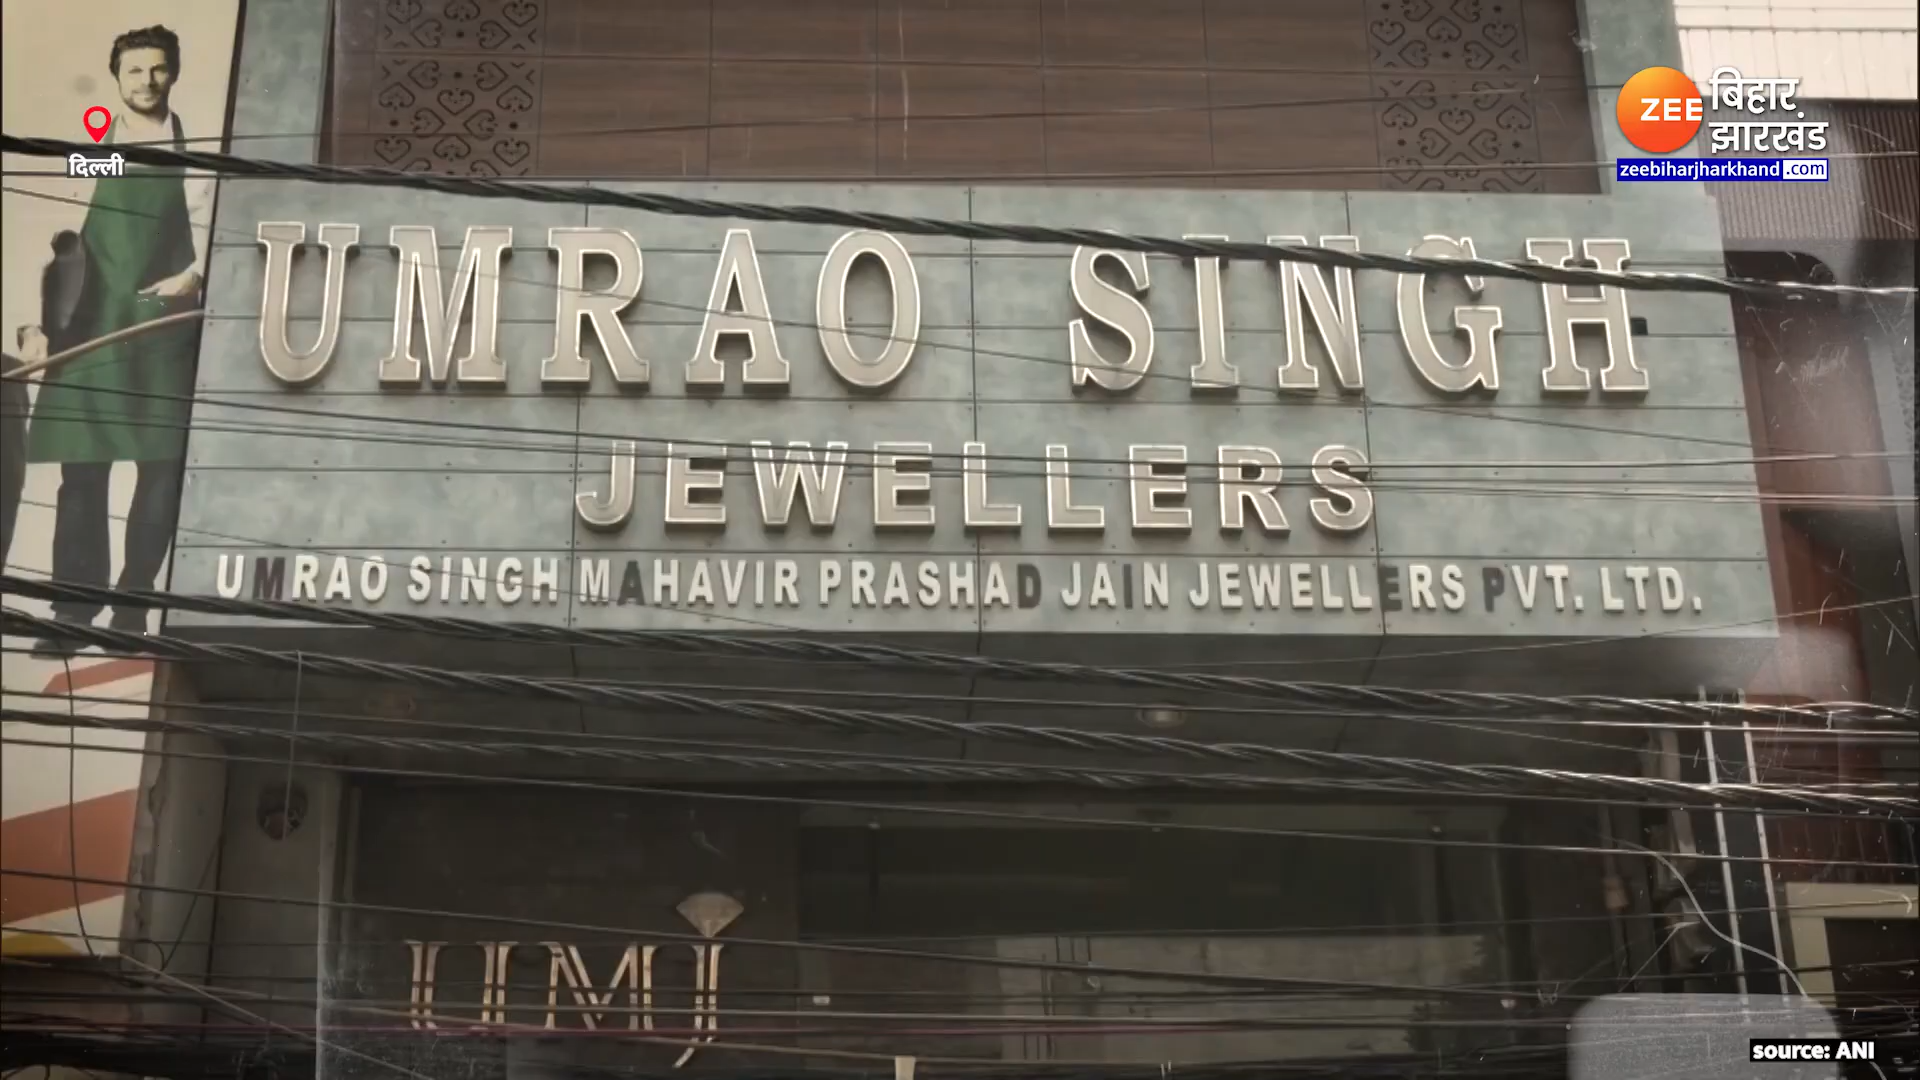 दिल्ली
ZEE बिहार
झारखंड
zeebiharjharkhand.com
UMRAO SINGH
JEWELLERS
UMRAO SINGH MAHAVIR PRASHAD JAIN JEWELLERS PVT. LTD.
UMJ
source: ANI